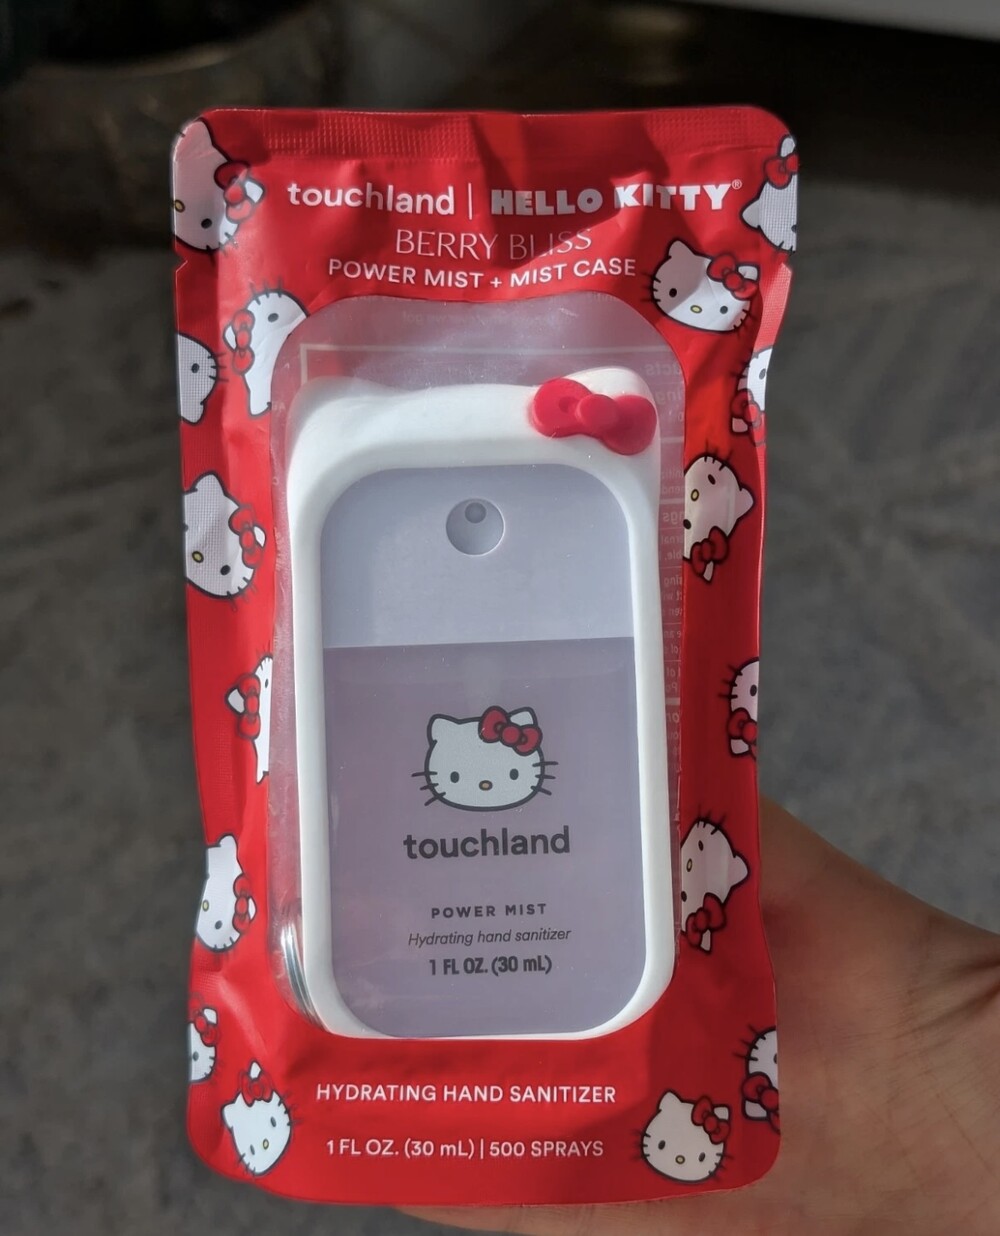 touchland | HELLO KITTY®
BERRY BLISS
POWER MIST + MIST CASE
touchland
POWER MIST
Hydrating hand sanitizer
1 FL OZ. (30 mL)
HYDRATING HAND SANITIZER
1 FL OZ. (30 mL) | 500 SPRAYS